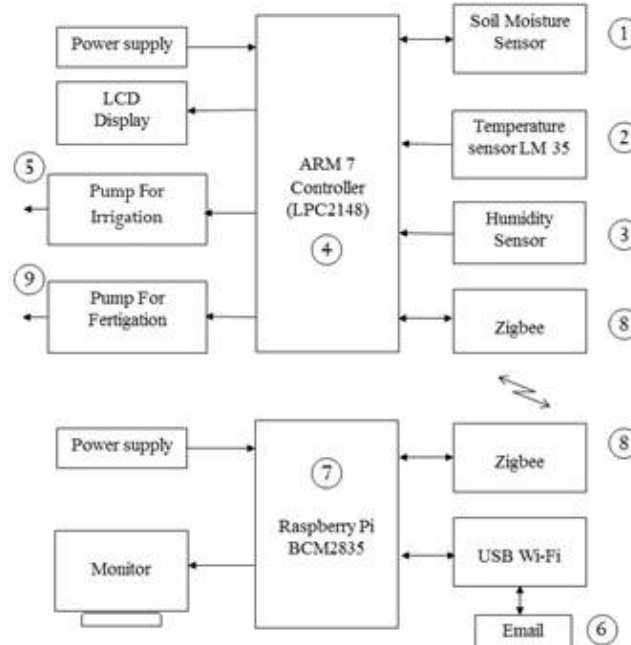 Power supply
LCD
Display
5
Pump For
Irrigation
9
Pump For
Fertigation
ARM 7
Controller
(LPC2148)
4
Soil Moisture
Sensor
1
Temperature
sensor LM 35
2
Humidity
Sensor
3
Zigbee
8
Power supply
Monitor
7
Raspberry Pi
BCM2835
Zigbee
8
USB Wi-Fi
Email
6